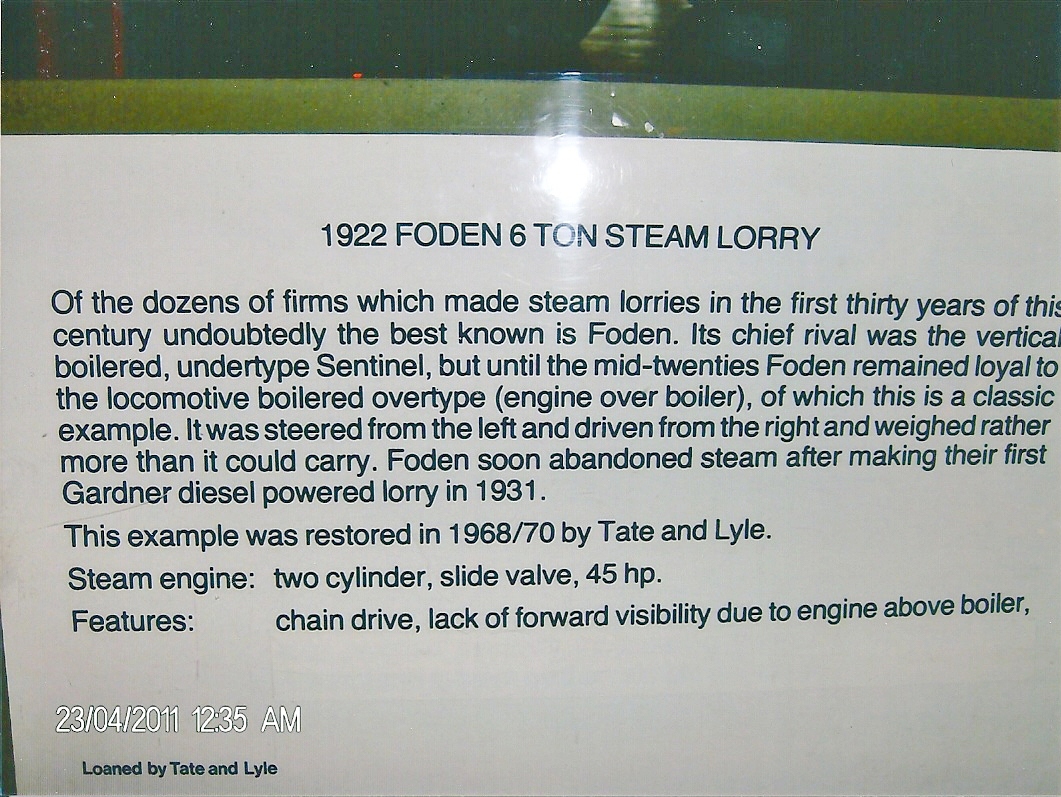 1922 FODEN 6 TON STEAM LORRY
Of the dozens of firms which made steam lorries in the first thirty years of this
century undoubtedly the best known is Foden. Its chief rival was the vertical
boilered, undertype Sentinel, but until the mid-twenties Foden remained loyal to
the locomotive boilered overtype (engine over boiler), of which this is a classic
example. It was steered from the left and driven from the right and weighed rather
more than it could carry. Foden soon abandoned steam after making their first
Gardner diesel powered lorry in 1931.
This example was restored in 1968/70 by Tate and Lyle.
Steam engine: two cylinder, slide valve, 45 hp.
Features: chain drive, lack of forward visibility due to engine above boiler,
23/04/2011 12:35 AM
Loaned by Tate and Lyle